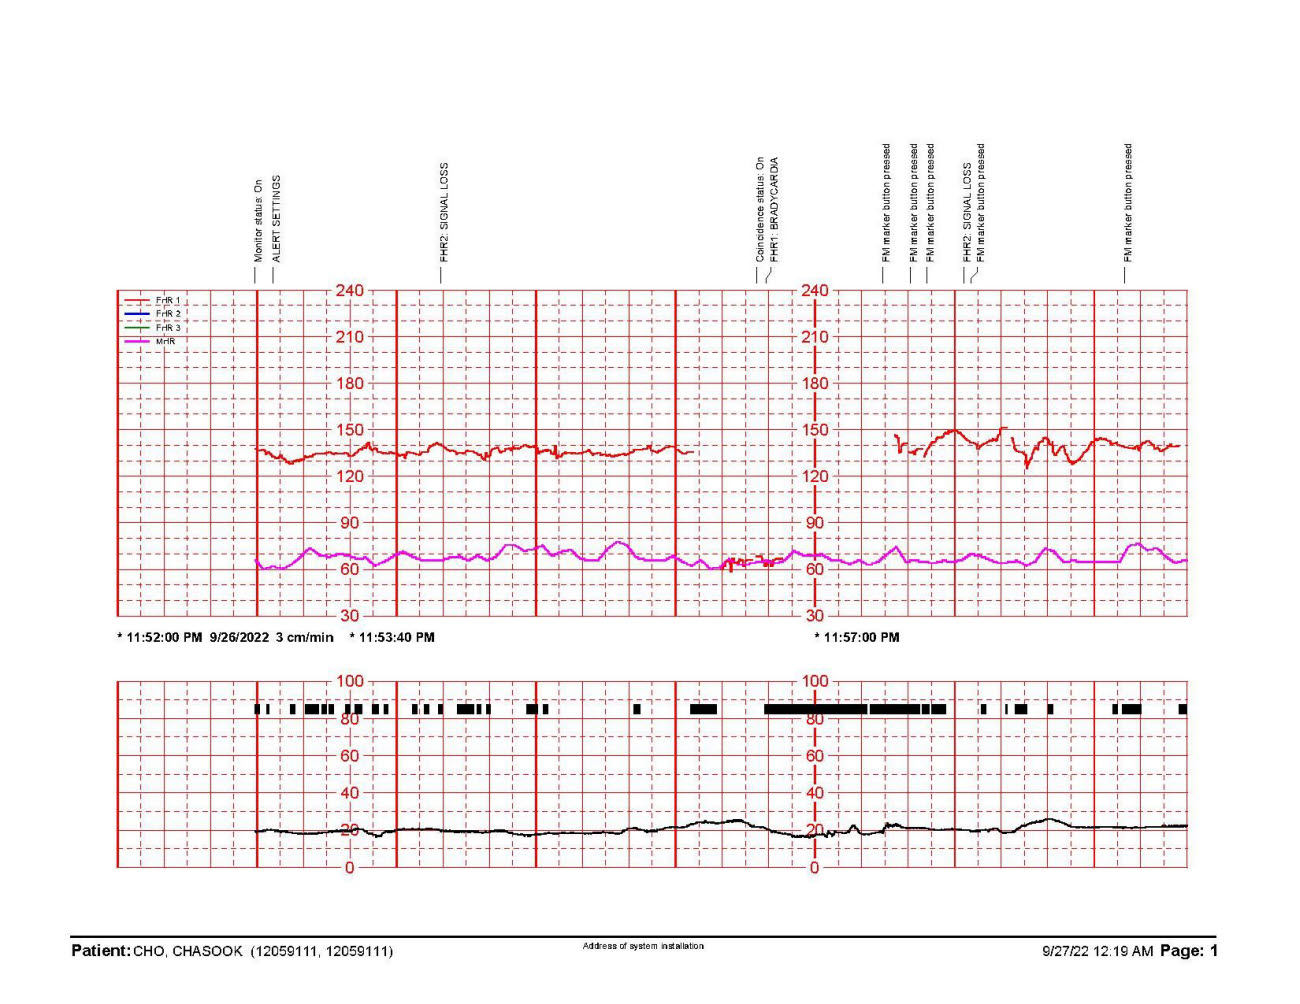 Monitor status: On
ALERT SETTINGS
FHR2: SIGNAL LOSS
Coincidence status: On
FHR1: BRADYCARDIA
FM marker button pressed
FM marker button pressed
FM marker button pressed
FHR2: SIGNAL LOSS
FM marker button pressed
FM marker button pressed
FHR 1
FHR 2
FHR 3
MHR
240 240
210 210
180 180
150 150
120 120
90 90
60 60
30 30
* 11:52:00 PM 9/26/2022 3 cm/min * 11:53:40 PM * 11:57:00 PM
100 100
80 80
60 60
40 40
20 20
0 0
Patient: CHO, CHASOOK (12059111, 12059111) Address of system installation 9/27/22 12:19 AM Page: 1